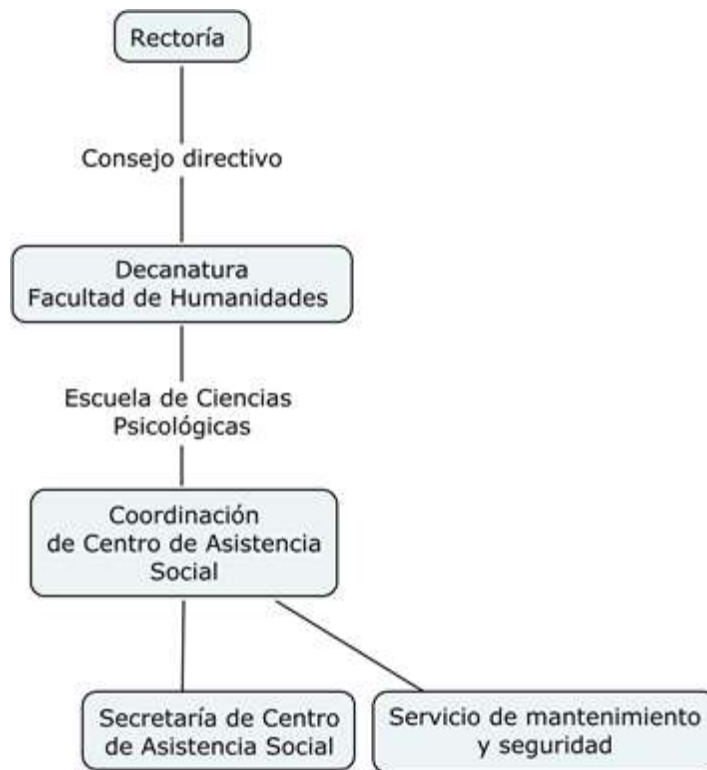 Rectoría
Consejo directivo
Decanatura
Facultad de Humanidades
Escuela de Ciencias
Psicológicas
Coordinación
de Centro de Asistencia
Social
Secretaría de Centro
de Asistencia Social
Servicio de mantenimiento
y seguridad